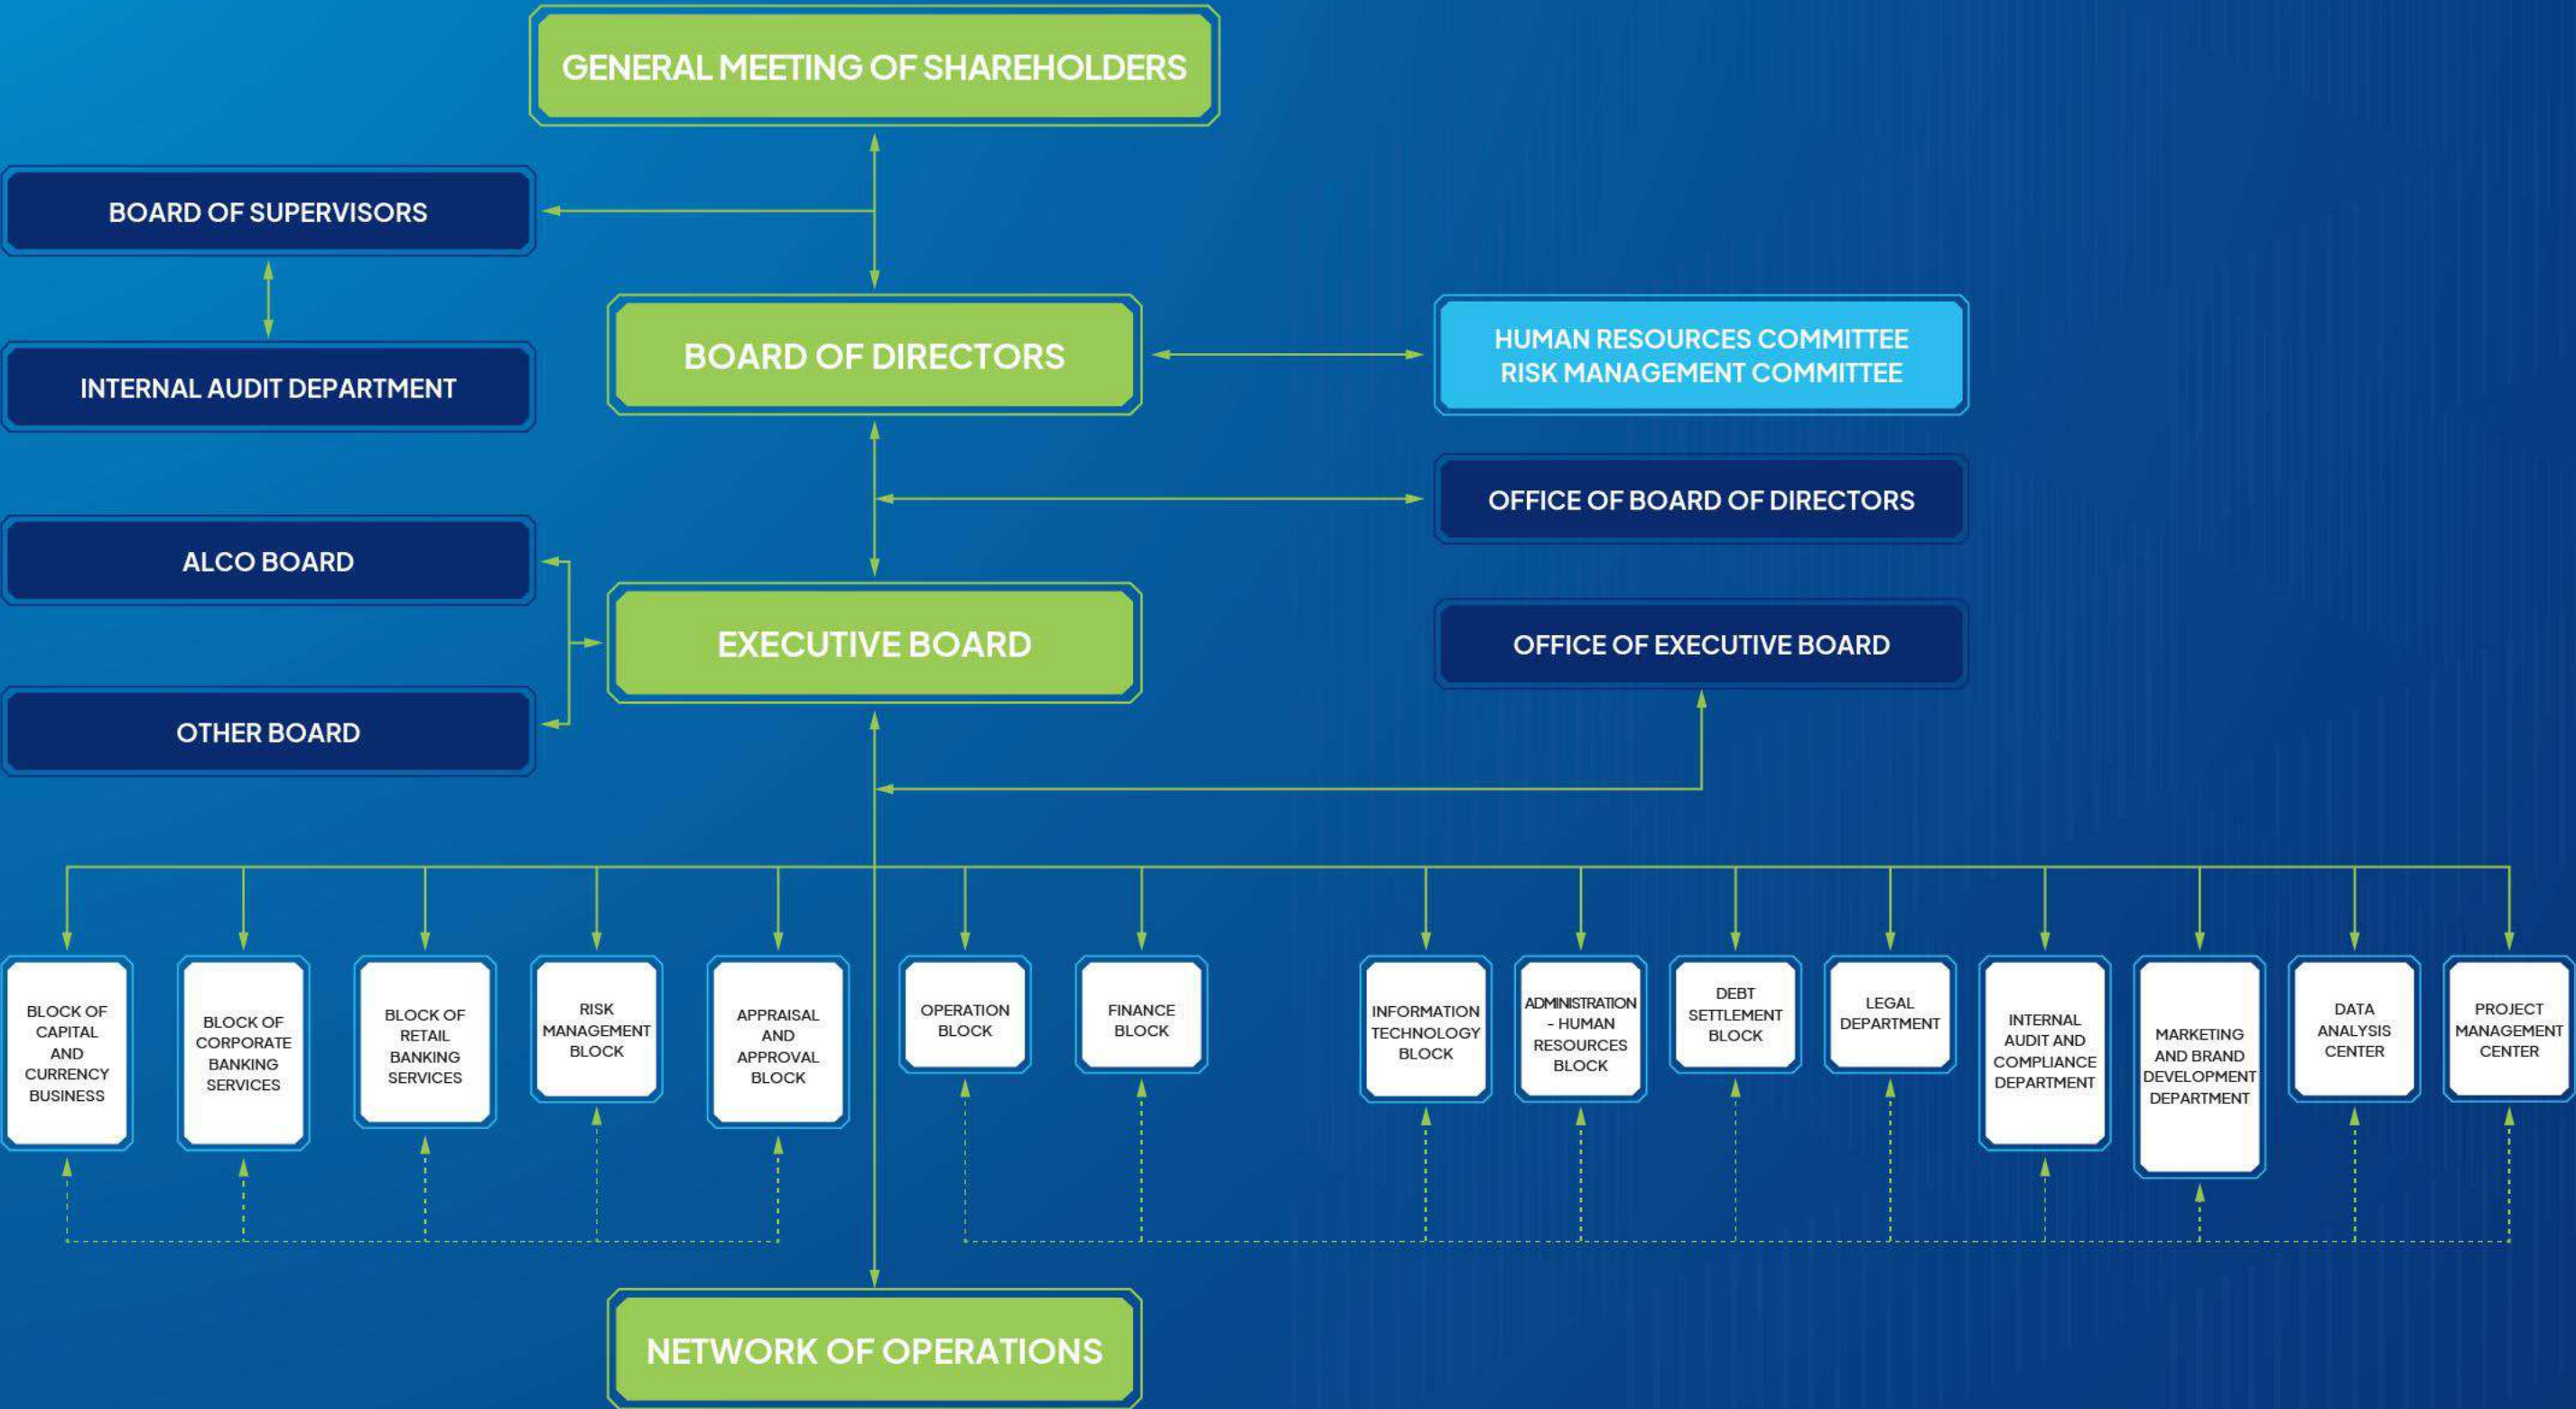 GENERAL MEETING OF SHAREHOLDERS
BOARD OF SUPERVISORS
INTERNAL AUDIT DEPARTMENT
BOARD OF DIRECTORS
HUMAN RESOURCES COMMITTEE
RISK MANAGEMENT COMMITTEE
OFFICE OF BOARD OF DIRECTORS
ALCO BOARD
EXECUTIVE BOARD
OFFICE OF EXECUTIVE BOARD
OTHER BOARD
BLOCK OF
CAPITAL
AND
CURRENCY
BUSINESS
BLOCK OF
CORPORATE
BANKING
SERVICES
BLOCK OF
RETAIL
BANKING
SERVICES
RISK
MANAGEMENT
BLOCK
APPRAISAL
AND
APPROVAL
BLOCK
OPERATION
BLOCK
FINANCE
BLOCK
INFORMATION
TECHNOLOGY
BLOCK
ADMINISTRATION
- HUMAN
RESOURCES
BLOCK
DEBT
SETTLEMENT
BLOCK
LEGAL
DEPARTMENT
INTERNAL
AUDIT AND
COMPLIANCE
DEPARTMENT
MARKETING
AND BRAND
DEVELOPMENT
DEPARTMENT
DATA
ANALYSIS
CENTER
PROJECT
MANAGEMENT
CENTER
NETWORK OF OPERATIONS